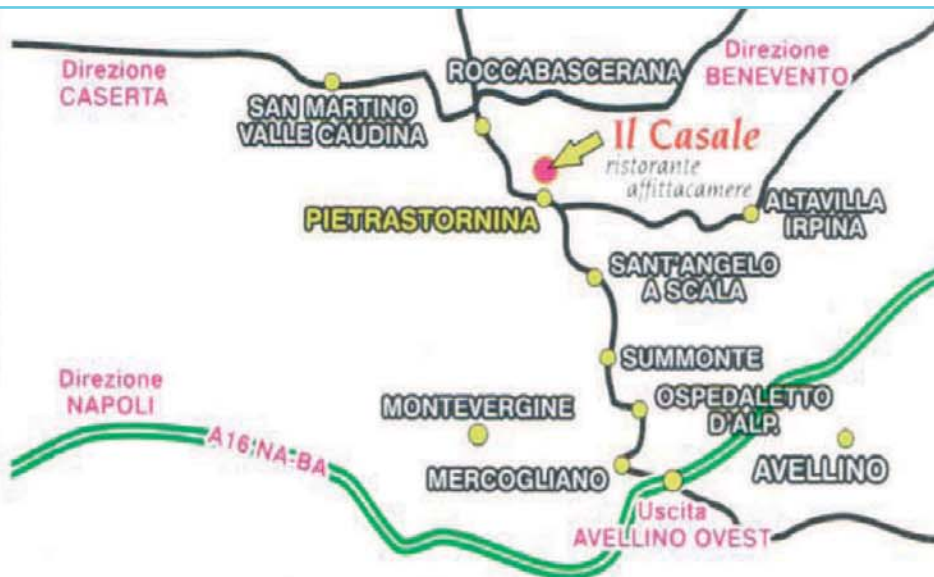 Direzione
CASERTA
SAN MARTINO
VALLE CAUDINA
ROCCABASCERANA
Direzione
BENEVENTO
Il Casale
ristorante
affittacamere
PIETRASTORNINA
ALTAVILLA
IRPINA
SANT'ANGELO
A SCALA
SUMMONTE
Direzione
NAPOLI
MONTEVERGINE
OSPEDALETTO
D'ALP.
A16 NA-BA
MERCOGLIANO
AVELLINO
Uscita
AVELLINO OVEST